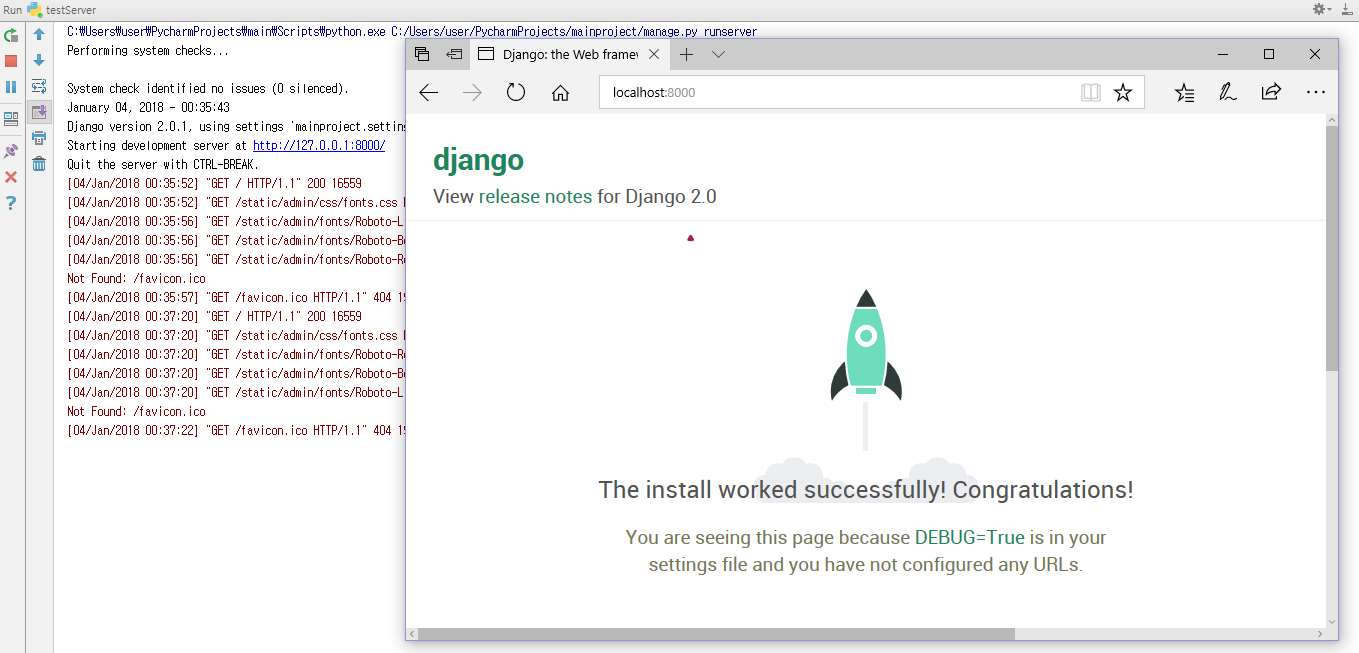 Run testServer
C:₩Users₩user₩PycharmProjects₩main₩Scripts₩python.exe C:/Users/user/PycharmProjects/mainproject/manage.py runserver
Performing system checks...
System check identified no issues (0 silenced).
January 04, 2018 - 00:35:43
Django version 2.0.1, using settings 'mainproject.setting
Starting development server at http://127.0.0.1:8000/
Quit the server with CTRL-BREAK.
[04/Jan/2018 00:35:52] "GET / HTTP/1.1" 200 16559
[04/Jan/2018 00:35:52] "GET /static/admin/css/fonts.css
[04/Jan/2018 00:35:56] "GET /static/admin/fonts/Roboto-L
[04/Jan/2018 00:35:56] "GET /static/admin/fonts/Roboto-Bo
[04/Jan/2018 00:35:56] "GET /static/admin/fonts/Roboto-Re
Not Found: /favicon.ico
[04/Jan/2018 00:35:57] "GET /favicon.ico HTTP/1.1" 404 19
[04/Jan/2018 00:37:20] "GET / HTTP/1.1" 200 16559
[04/Jan/2018 00:37:20] "GET /static/admin/css/fonts.css
[04/Jan/2018 00:37:20] "GET /static/admin/fonts/Roboto-Re
[04/Jan/2018 00:37:20] "GET /static/admin/fonts/Roboto-Bo
[04/Jan/2018 00:37:20] "GET /static/admin/fonts/Roboto-L
Not Found: /favicon.ico
[04/Jan/2018 00:37:22] "GET /favicon.ico HTTP/1.1" 404 19
Django: the Web framew
localhost:8000
django
View release notes for Django 2.0
The install worked successfully! Congratulations!
You are seeing this page because DEBUG=True is in your
settings file and you have not configured any URLs.